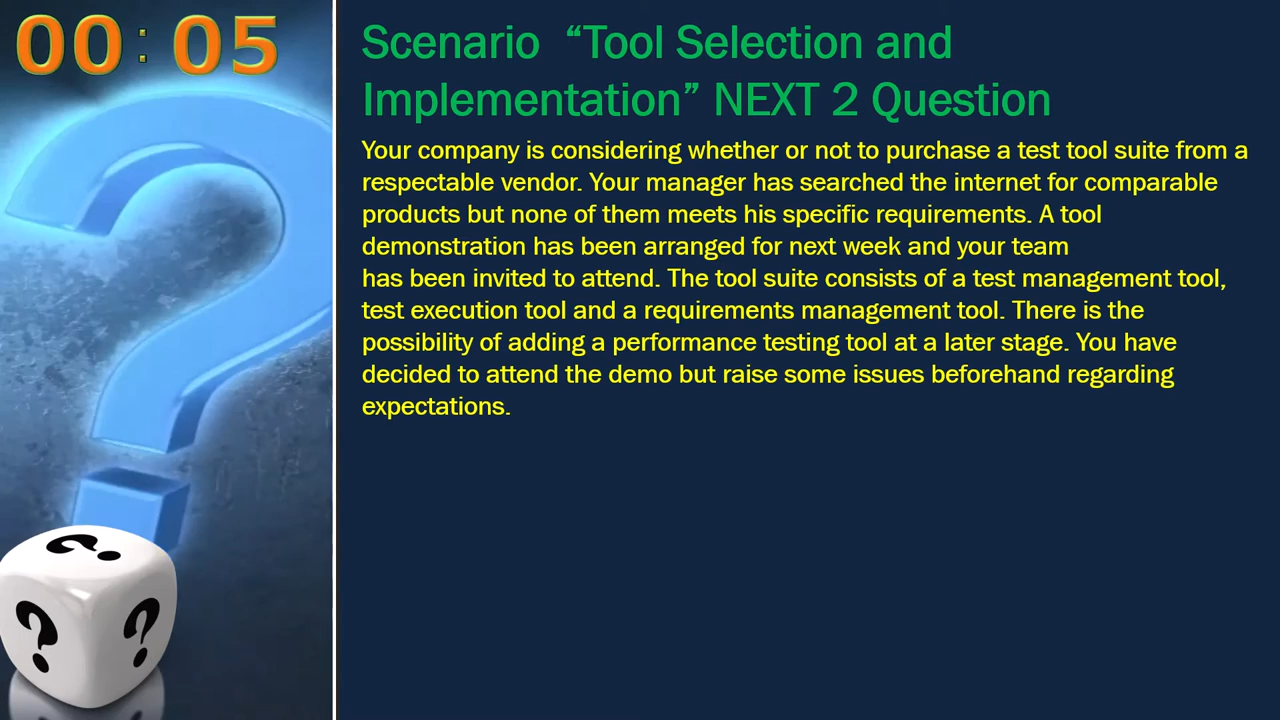 00:05
Scenario “Tool Selection and
Implementation” NEXT 2 Question
Your company is considering whether or not to purchase a test tool suite from a
respectable vendor. Your manager has searched the internet for comparable
products but none of them meets his specific requirements. A tool
demonstration has been arranged for next week and your team
has been invited to attend. The tool suite consists of a test management tool,
test execution tool and a requirements management tool. There is the
possibility of adding a performance testing tool at a later stage. You have
decided to attend the demo but raise some issues beforehand regarding
expectations.